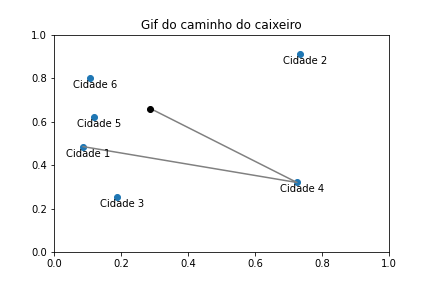 Gif do caminho do caixeiro
1.0
Cidade 2
0.8
Cidade 6
0.6
Cidade 5
Cidade 1
0.4
Cidade 4
Cidade 3
0.2
0.0
0.0 0.2 0.4 0.6 0.8 1.0